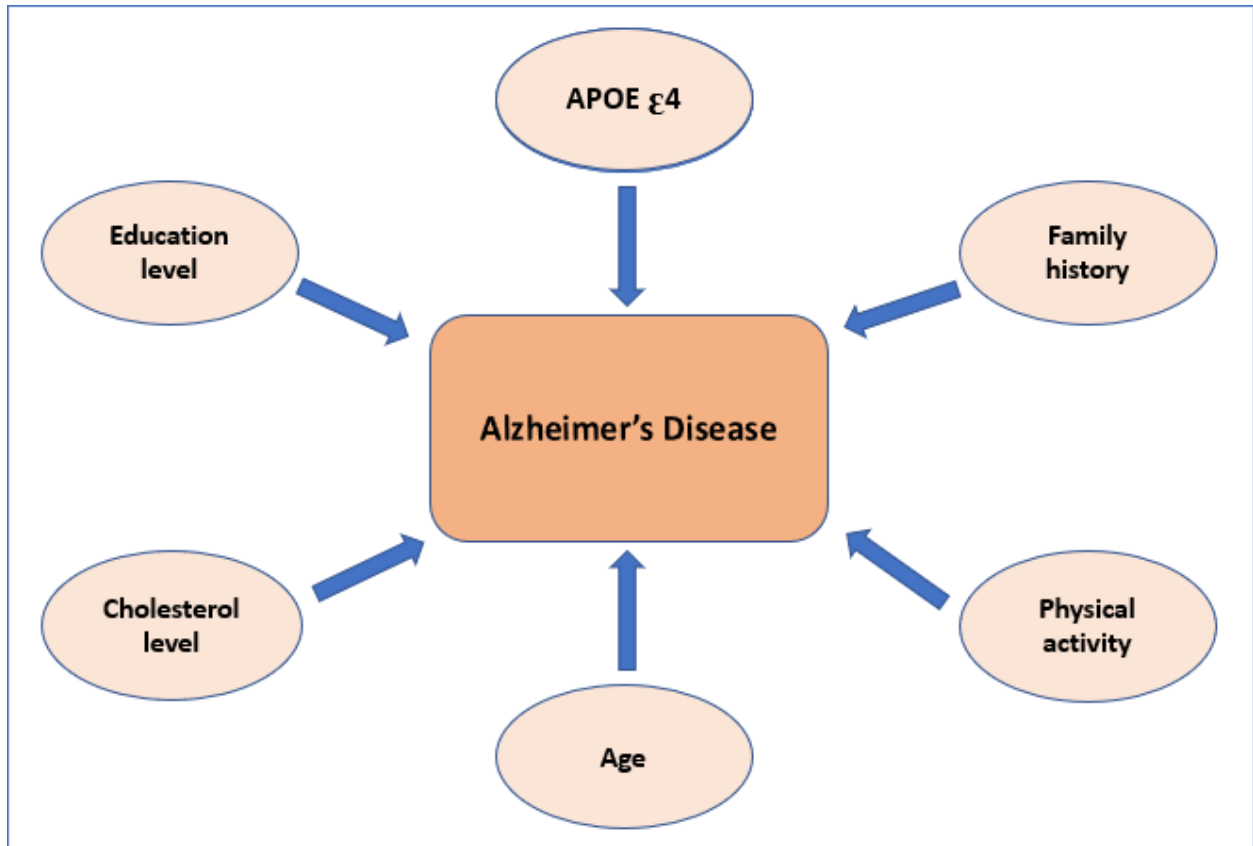 APOE ε4
Education
level
Family
history
Alzheimer’s Disease
Cholesterol
level
Physical
activity
Age